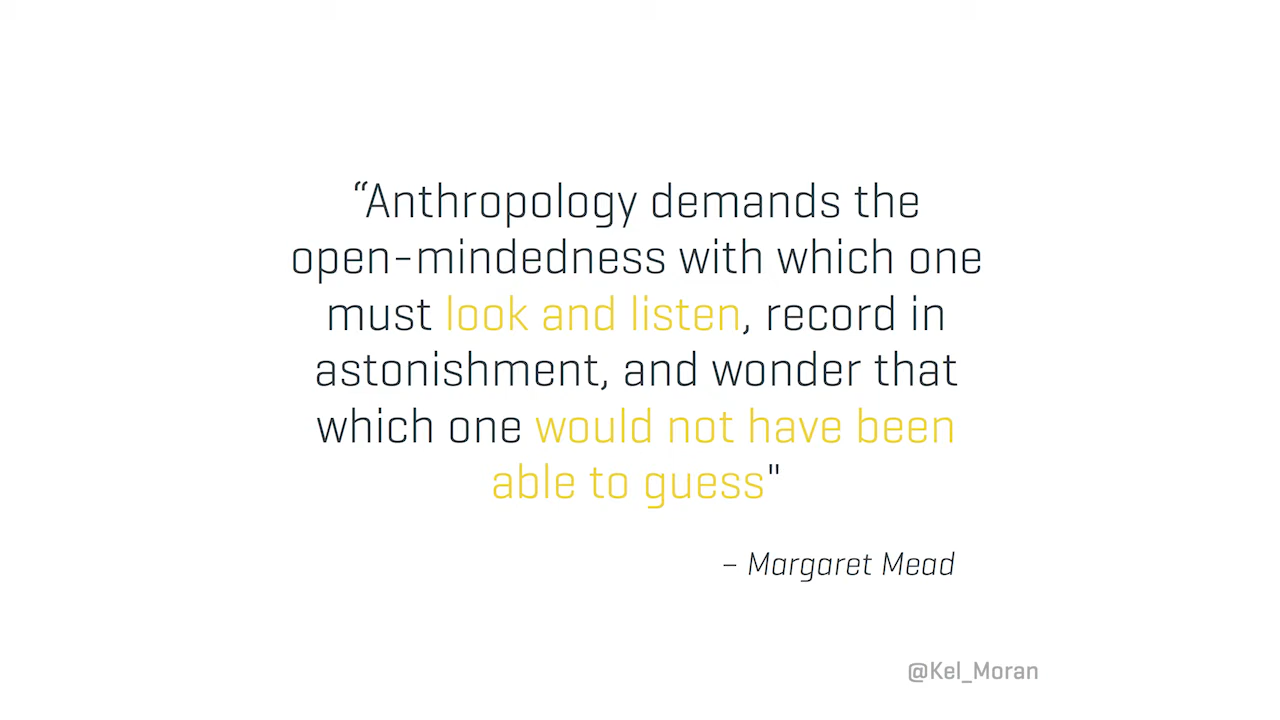 “Anthropology demands the
open-mindedness with which one
must look and listen, record in
astonishment, and wonder that
which one would not have been
able to guess"
– Margaret Mead
@Kel_Moran